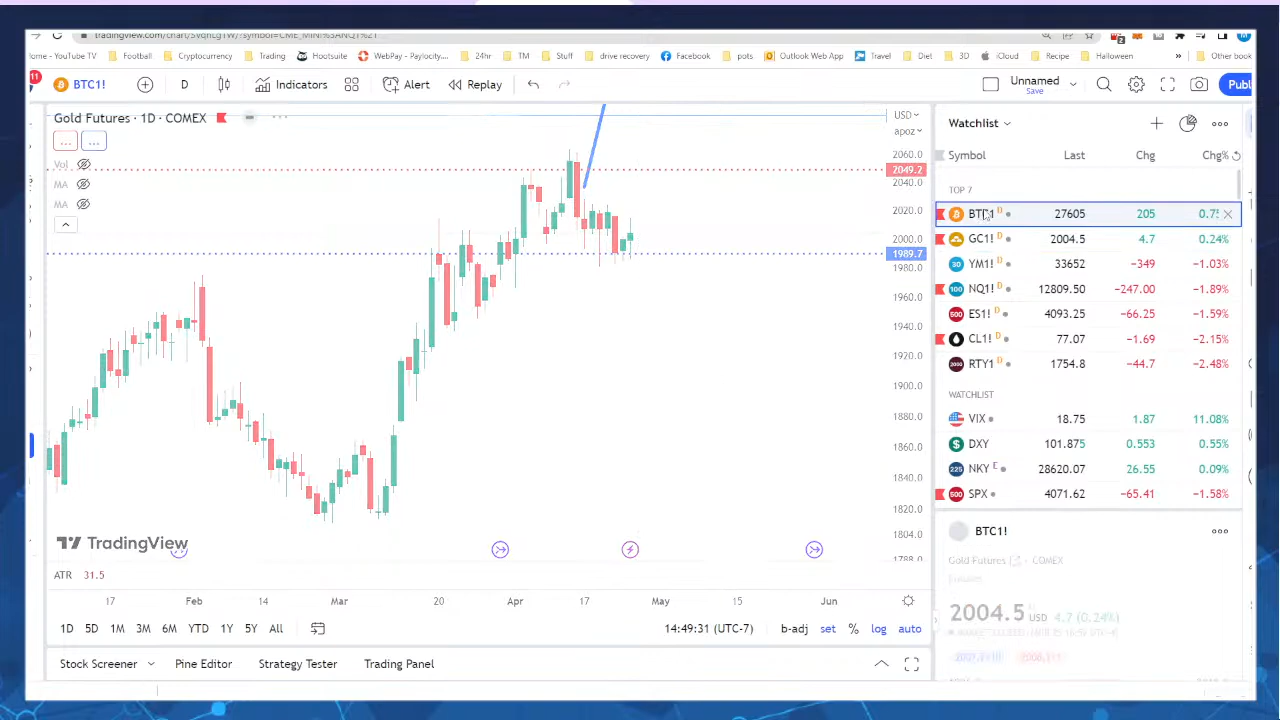 tradingview.com/chart/
Home - YouTube TV Football Cryptocurrency Trading Hootsuite WebPay - Paylocity... 24hr TM Stuff drive recovery Facebook pots Outlook Web App Travel Diet 3D iCloud Recipe Halloween » Other book
11
BTC1! D Indicators Alert Replay Unnamed Save Publ
Gold Futures · 1D · COMEX
Vol
MA
MA
USD
apoz
2060.0
2049.2
2040.0
2020.0
2000.0
1989.7
1980.0
1960.0
1940.0
1920.0
1900.0
1880.0
1860.0
1840.0
1820.0
1804.0
1788.0
TradingView
ATR 31.5
17 Feb 14 Mar 20 Apr 17 May 15 Jun
1D 5D 1M 3M 6M YTD 1Y 5Y All 14:49:31 (UTC-7) b-adj set % log auto
Stock Screener Pine Editor Strategy Tester Trading Panel
Watchlist
Symbol Last Chg Chg%
TOP 7
BTC1! D 27605 205 0.75
GC1! D 2004.5 4.7 0.24%
YM1! D 33652 −349 −1.03%
NQ1! D 12809.50 −247.00 −1.89%
ES1! D 4093.25 −66.25 −1.59%
CL1! D 77.07 −1.69 −2.15%
RTY1! D 1754.8 −44.7 −2.48%
WATCHLIST
VIX 18.75 1.87 11.08%
DXY 101.875 0.553 0.55%
NKY E 28620.07 26.55 0.09%
SPX 4071.62 −65.41 −1.58%
BTC1!
Gold Futures · COMEX
2004.5 USD 4.7 (0.24%)